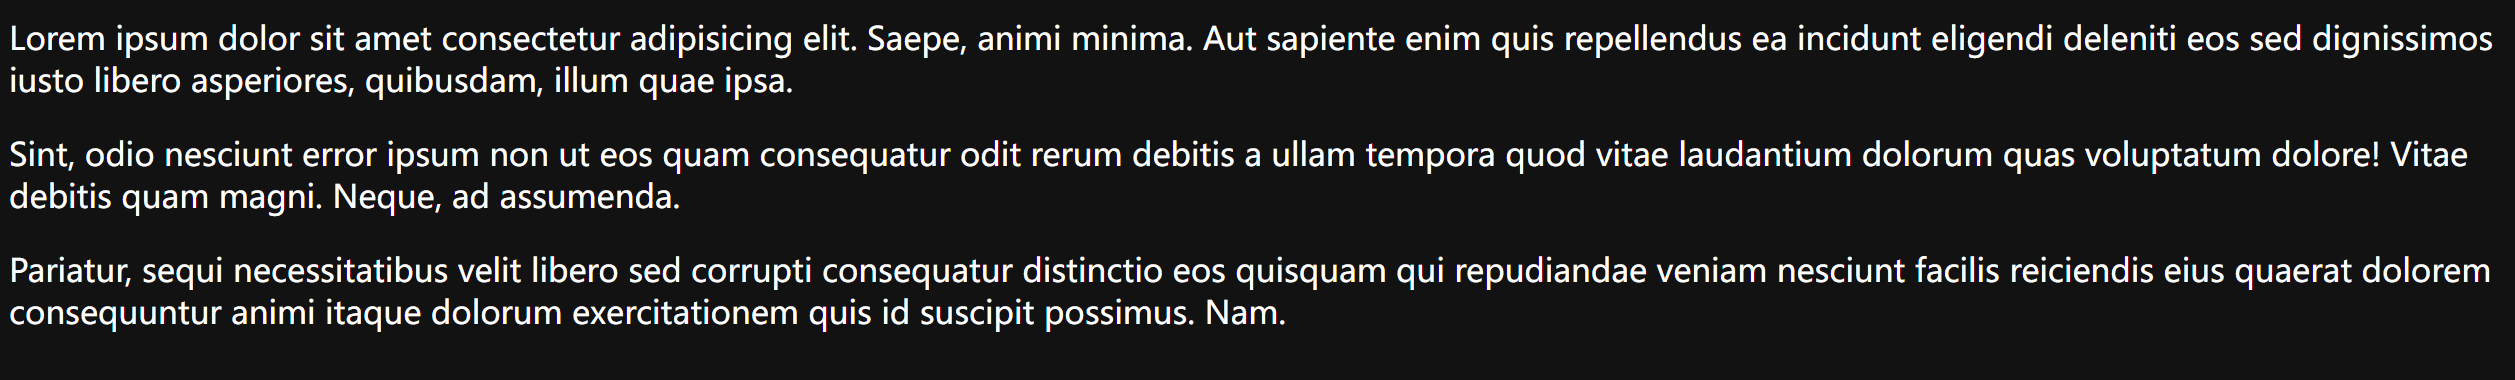 Lorem ipsum dolor sit amet consectetur adipisicing elit. Saepe, animi minima. Aut sapiente enim quis repellendus ea incidunt eligendi deleniti eos sed dignissimos
iusto libero asperiores, quibusdam, illum quae ipsa.
Sint, odio nesciunt error ipsum non ut eos quam consequatur odit rerum debitis a ullam tempora quod vitae laudantium dolorum quas voluptatum dolore! Vitae
debitis quam magni. Neque, ad assumenda.
Pariatur, sequi necessitatibus velit libero sed corrupti consequatur distinctio eos quisquam qui repudiandae veniam nesciunt facilis reiciendis eius quaerat dolorem
consequuntur animi itaque dolorum exercitationem quis id suscipit possimus. Nam.